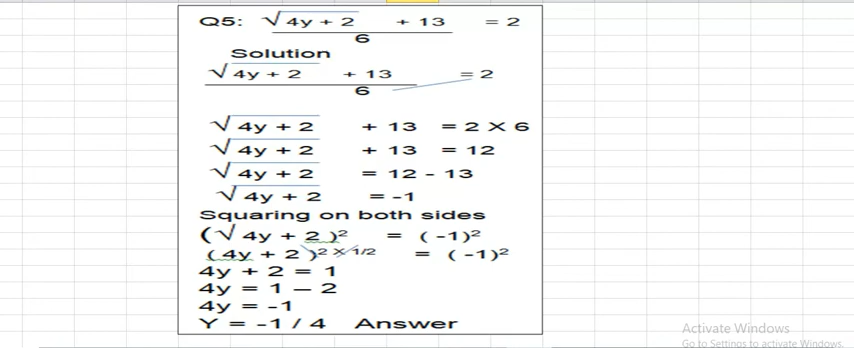 Q5: √4y + 2 + 13 = 2
6
Solution
√4y + 2 + 13 = 2
6
√4y + 2 + 13 = 2 X 6
√4y + 2 + 13 = 12
√4y + 2 = 12 - 13
√4y + 2 = -1
Squaring on both sides
(√4y + 2 )² = ( -1)²
( 4y + 2 )² ˣ ¹/² = ( -1)²
4y + 2 = 1
4y = 1 – 2
4y = -1
Y = -1 / 4 Answer
Activate Windows
Go to Settings to activate Windows.